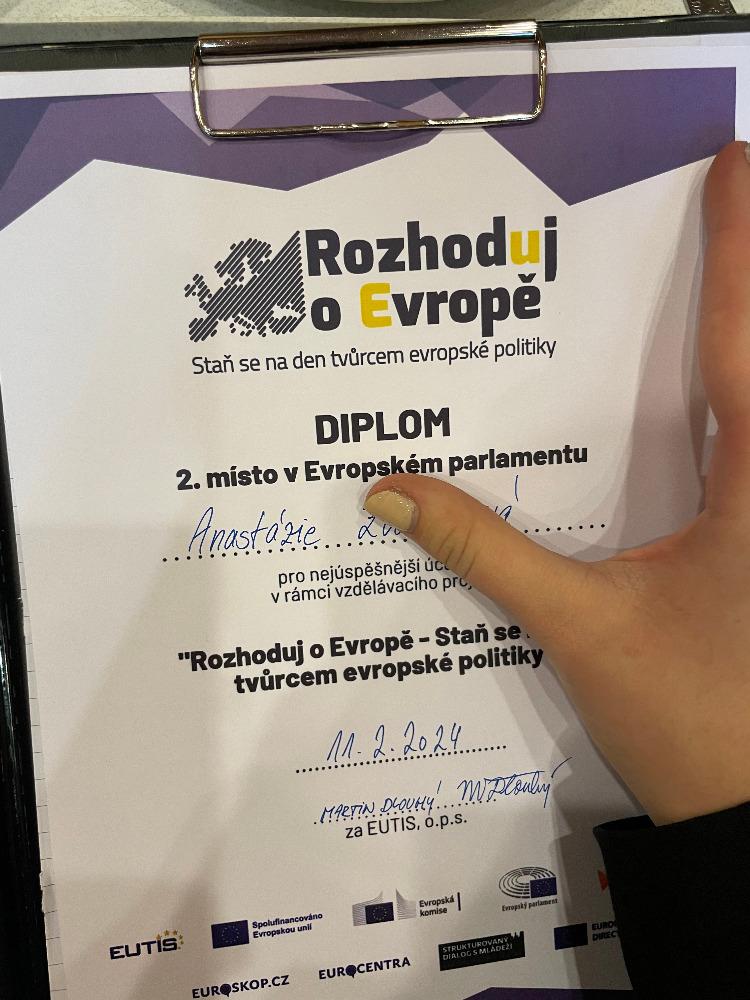 Rozhoduj
o Evropě
Staň se na den tvůrcem evropské politiky
DIPLOM
2. místo v Evropském parlamentu
Anastázie
pro nejúspěšnější
v rámci vzdělávacího
"Rozhoduj o Evropě – Staň se
tvůrcem evropské politiky
11. 2. 2024
MARTIN DLOUHÝ MDlouhý
za EUTIS, o.p.s.
EUTIS
Spolufinancováno
Evropskou unií
Evropská
komise
Evropský parlament
EUROSKOP.CZ
EUROCENTRA
STRUKTUROVANÝ
DIALOG S MLÁDEŽÍ